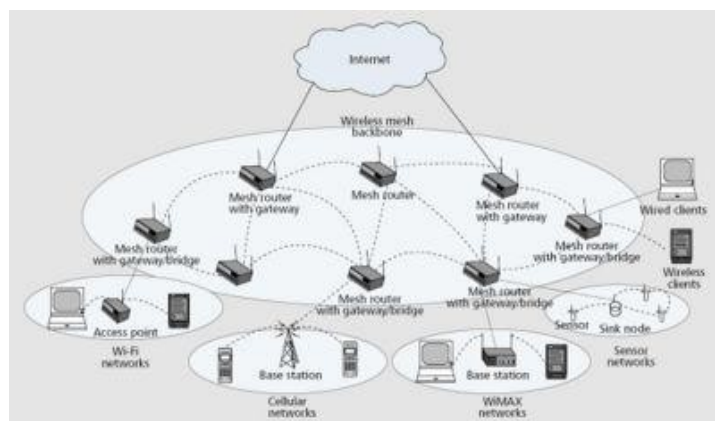 Internet
Wireless mesh
backbone
Mesh router
with gateway
Mesh router
Mesh router
with gateway
Wired clients
Mesh router
with gateway/bridge
Mesh router
with gateway/bridge
Wireless
clients
Mesh router
with gateway/bridge
Mesh router
with gateway/bridge
Access point
Wi-Fi
networks
Base station
Cellular
networks
Base station
WiMAX
networks
Sensor
Sink node
Sensor
networks